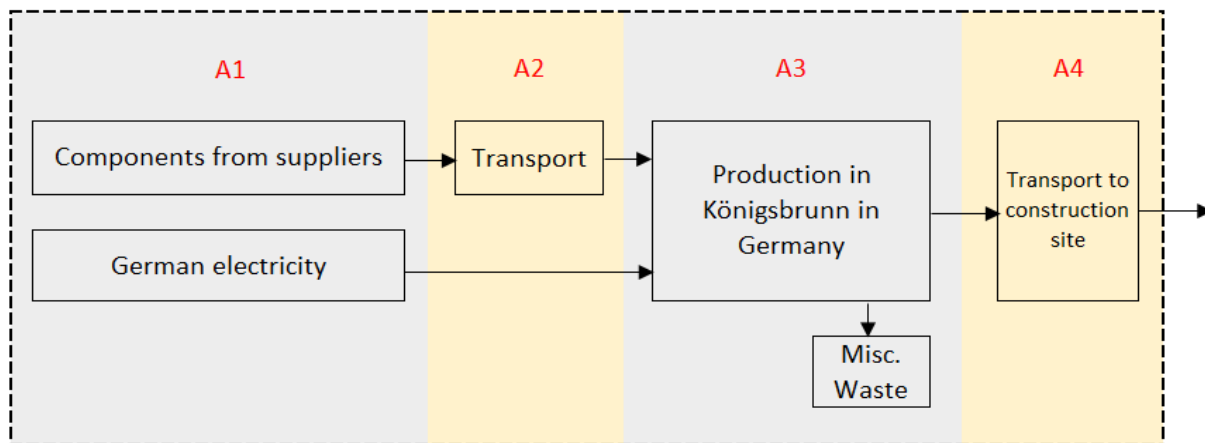 A1
A2
A3
A4
Components from suppliers
Transport
Production in
Königsbrunn in
Germany
Transport to
construction
site
German electricity
Misc.
Waste